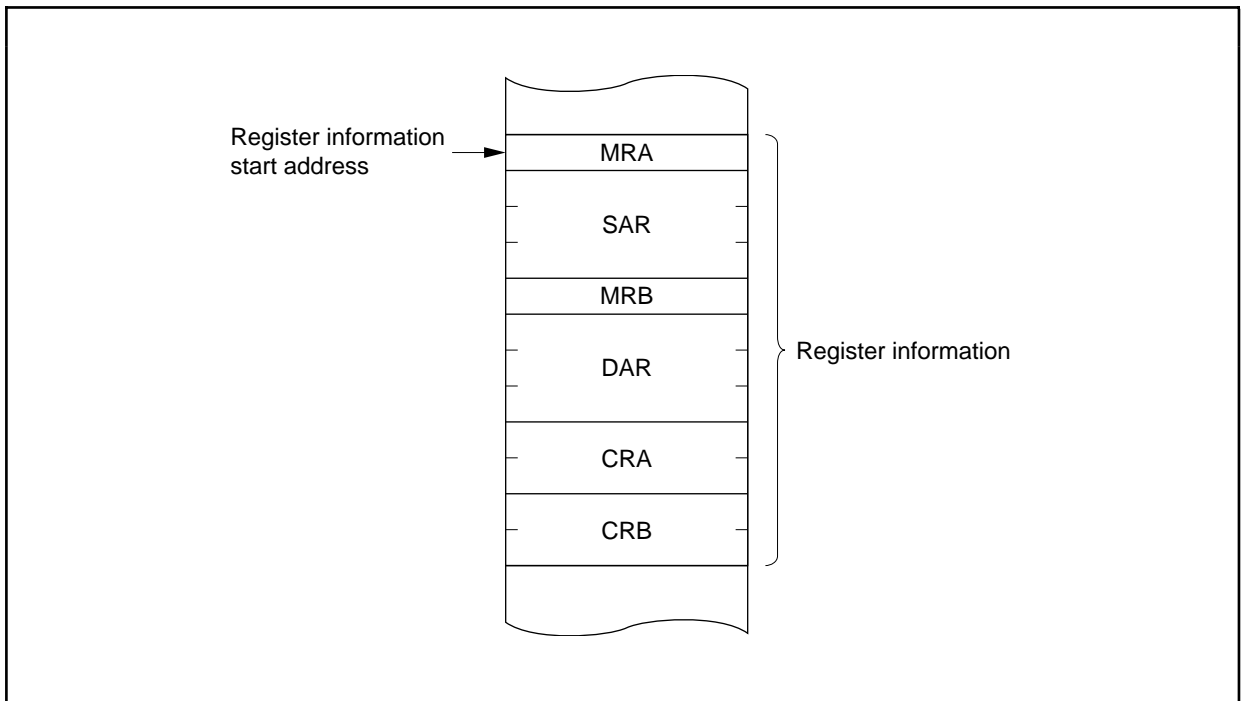 Register information
start address
MRA
SAR
MRB
DAR
Register information
CRA
CRB